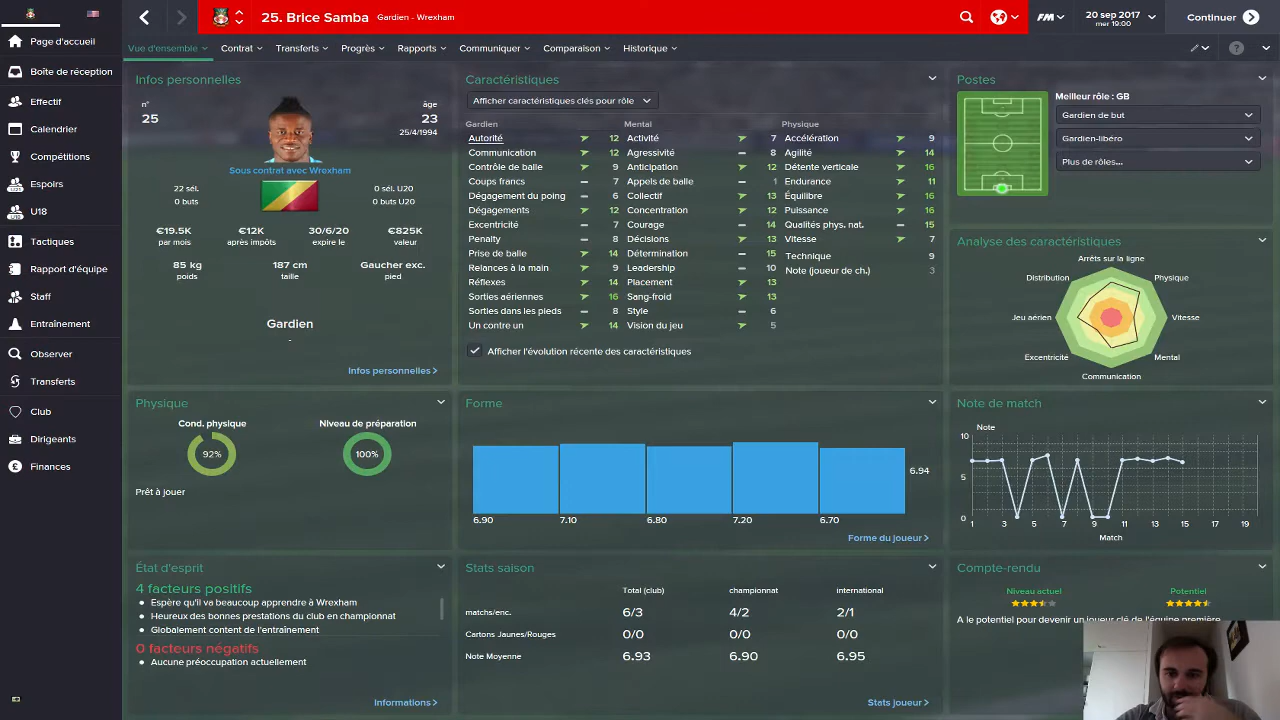 25. Brice Samba
Gardien - Wrexham
FM
20 sep 2017
mer 19:00
Continuer
Page d'accueil
Boîte de réception
Effectif
Calendrier
Compétitions
Espoirs
U18
Tactiques
Rapport d'équipe
Staff
Entraînement
Observer
Transferts
Club
Dirigeants
Finances
Vue d'ensemble
Contrat
Transferts
Progrès
Rapports
Communiquer
Comparaison
Historique
Infos personnelles
n°
25
âge
23
25/4/1994
Sous contrat avec Wrexham
22 sél.
0 buts
0 sél. U20
0 buts U20
€19.5K
par mois
€12K
après impôts
30/6/20
expire le
€825K
valeur
85 kg
poids
187 cm
taille
Gaucher exc.
pied
Gardien
-
Infos personnelles
Caractéristiques
Afficher caractéristiques clés pour rôle
Gardien Mental Physique
Autorité 12 Activité 7 Accélération 9
Communication 12 Agressivité 8 Agilité 14
Contrôle de balle 9 Anticipation 12 Détente verticale 16
Coups francs 7 Appels de balle 1 Endurance 11
Dégagement du poing 6 Collectif 13 Équilibre 16
Dégagements 12 Concentration 12 Puissance 16
Excentricité 7 Courage 14 Qualités phys. nat. 15
Penalty 8 Décisions 13 Vitesse 7
Prise de balle 14 Détermination 15 Technique 9
Relances à la main 9 Leadership 10 Note (joueur de ch.) 3
Réflexes 14 Placement 13
Sorties aériennes 16 Sang-froid 13
Sorties dans les pieds 8 Style 6
Un contre un 14 Vision du jeu 5
Afficher l'évolution récente des caractéristiques
Postes
Meilleur rôle : GB
Gardien de but
Gardien-libéro
Plus de rôles...
Analyse des caractéristiques
Arrêts sur la ligne
Distribution
Physique
Jeu aérien
Vitesse
Excentricité
Mental
Communication
Physique
Cond. physique
92%
Niveau de préparation
100%
Prêt à jouer
Forme
6.94
6.90 7.10 6.80 7.20 6.70
Forme du joueur
Note de match
Note
10
5
0
1 3 5 7 9 11 13 15 17 19
Match
État d'esprit
4 facteurs positifs
Espère qu'il va beaucoup apprendre à Wrexham
Heureux des bonnes prestations du club en championnat
Globalement content de l'entraînement
0 facteurs négatifs
Aucune préoccupation actuellement
Informations
Stats saison
Total (club) championnat international
matchs/enc. 6/3 4/2 2/1
Cartons Jaunes/Rouges 0/0 0/0 0/0
Note Moyenne 6.93 6.90 6.95
Stats joueur
Compte-rendu
Niveau actuel
Potentiel
A le potentiel pour devenir un joueur clé de l'équipe première